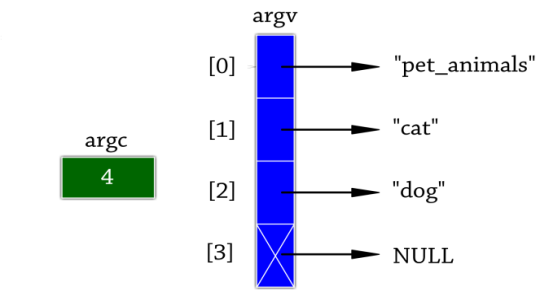 argv
[0] "pet_animals"
[1] "cat"
argc
4
[2] "dog"
[3] NULL